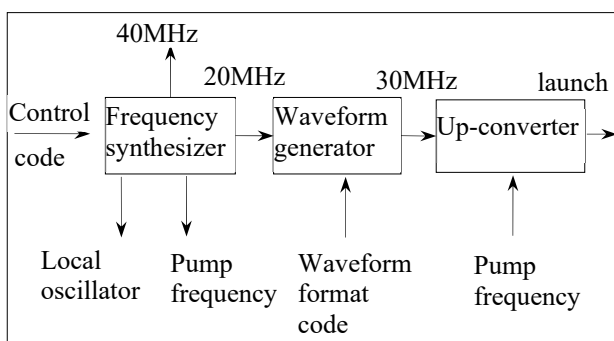 40MHz
20MHz
30MHz
launch
Control
code
Frequency
synthesizer
Waveform
generator
Up-converter
Local
oscillator
Pump
frequency
Waveform
format
code
Pump
frequency